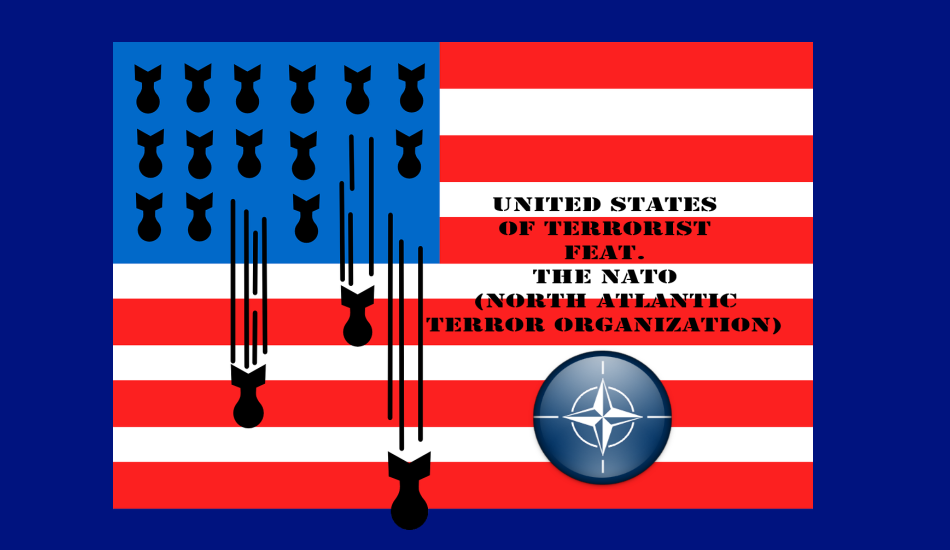 UNITED STATES
OF TERRORIST
FEAT.
THE NATO
(NORTH ATLANTIC
TERROR ORGANIZATION)